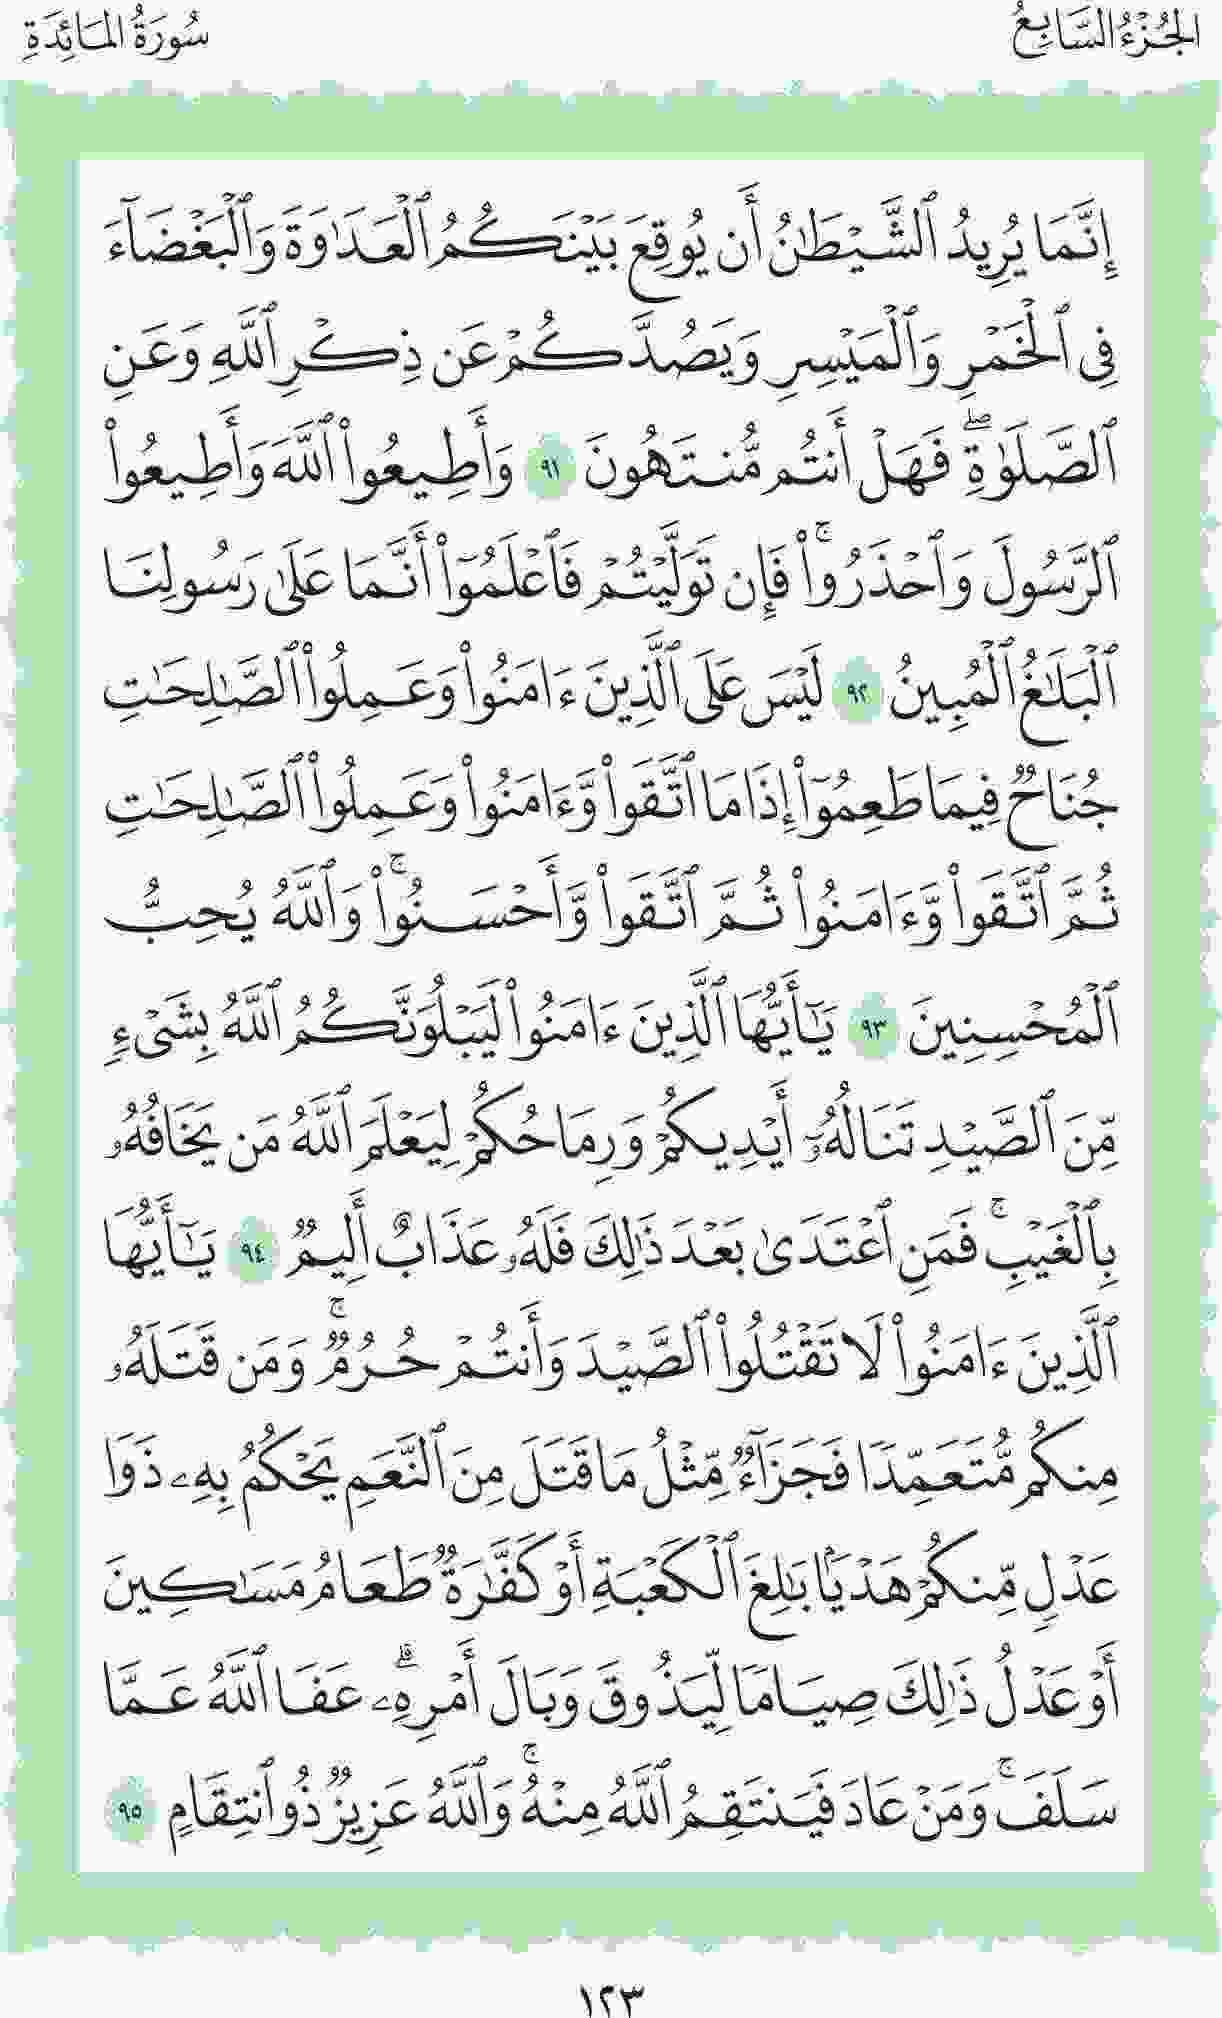 الجُزْءُ السَّابِعُ
سُورَةُ المَائِدَةِ
إِنَّمَا يُرِيدُ ٱلشَّيْطَٰنُ أَن يُوقِعَ بَيْنَكُمُ ٱلْعَدَٰوَةَ وَٱلْبَغْضَآءَ
فِى ٱلْخَمْرِ وَٱلْمَيْسِرِ وَيَصُدَّكُمْ عَن ذِكْرِ ٱللَّهِ وَعَنِ
ٱلصَّلَوٰةِۖ فَهَلْ أَنتُم مُّنتَهُونَ ٩١ وَأَطِيعُوا۟ ٱللَّهَ وَأَطِيعُوا۟
ٱلرَّسُولَ وَٱحْذَرُوا۟ۚ فَإِن تَوَلَّيْتُمْ فَٱعْلَمُوٓا۟ أَنَّمَا عَلَىٰ رَسُولِنَا
ٱلْبَلَٰغُ ٱلْمُبِينُ ٩٢ لَيْسَ عَلَى ٱلَّذِينَ ءَامَنُوا۟ وَعَمِلُوا۟ ٱلصَّٰلِحَٰتِ
جُنَاحٌ فِيمَا طَعِمُوٓا۟ إِذَا مَا ٱتَّقَوا۟ وَّءَامَنُوا۟ وَعَمِلُوا۟ ٱلصَّٰلِحَٰتِ
ثُمَّ ٱتَّقَوا۟ وَّءَامَنُوا۟ ثُمَّ ٱتَّقَوا۟ وَّأَحْسَنُوا۟ۚ وَٱللَّهُ يُحِبُّ
ٱلْمُحْسِنِينَ ٩٣ يَٰٓأَيُّهَا ٱلَّذِينَ ءَامَنُوا۟ لَيَبْلُوَنَّكُمُ ٱللَّهُ بِشَىْءٍ
مِّنَ ٱلصَّيْدِ تَنَالُهُۥٓ أَيْدِيكُمْ وَرِمَاحُكُمْ لِيَعْلَمَ ٱللَّهُ مَن يَخَافُهُۥ
بِٱلْغَيْبِۚ فَمَنِ ٱعْتَدَىٰ بَعْدَ ذَٰلِكَ فَلَهُۥ عَذَابٌ أَلِيمٌ ٩٤ يَٰٓأَيُّهَا
ٱلَّذِينَ ءَامَنُوا۟ لَا تَقْتُلُوا۟ ٱلصَّيْدَ وَأَنتُمْ حُرُمٌۚ وَمَن قَتَلَهُۥ
مِنكُم مُّتَعَمِّدًا فَجَزَآءٌ مِّثْلُ مَا قَتَلَ مِنَ ٱلنَّعَمِ يَحْكُمُ بِهِۦ ذَوَا
عَدْلٍ مِّنكُمْ هَدْيًۢا بَٰلِغَ ٱلْكَعْبَةِ أَوْ كَفَّٰرَةٌ طَعَامُ مَسَٰكِينَ
أَوْ عَدْلُ ذَٰلِكَ صِيَامًا لِّيَذُوقَ وَبَالَ أَمْرِهِۦۗ عَفَا ٱللَّهُ عَمَّا
سَلَفَۚ وَمَنْ عَادَ فَيَنتَقِمُ ٱللَّهُ مِنْهُۚ وَٱللَّهُ عَزِيزٌ ذُو ٱنتِقَامٍ ٩٥
١٢٣